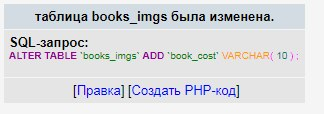 таблица books_imgs была изменена.
SQL-запрос:
ALTER TABLE `books_imgs` ADD `book_cost` VARCHAR( 10 ) ;
[Правка] [Создать PHP-код]